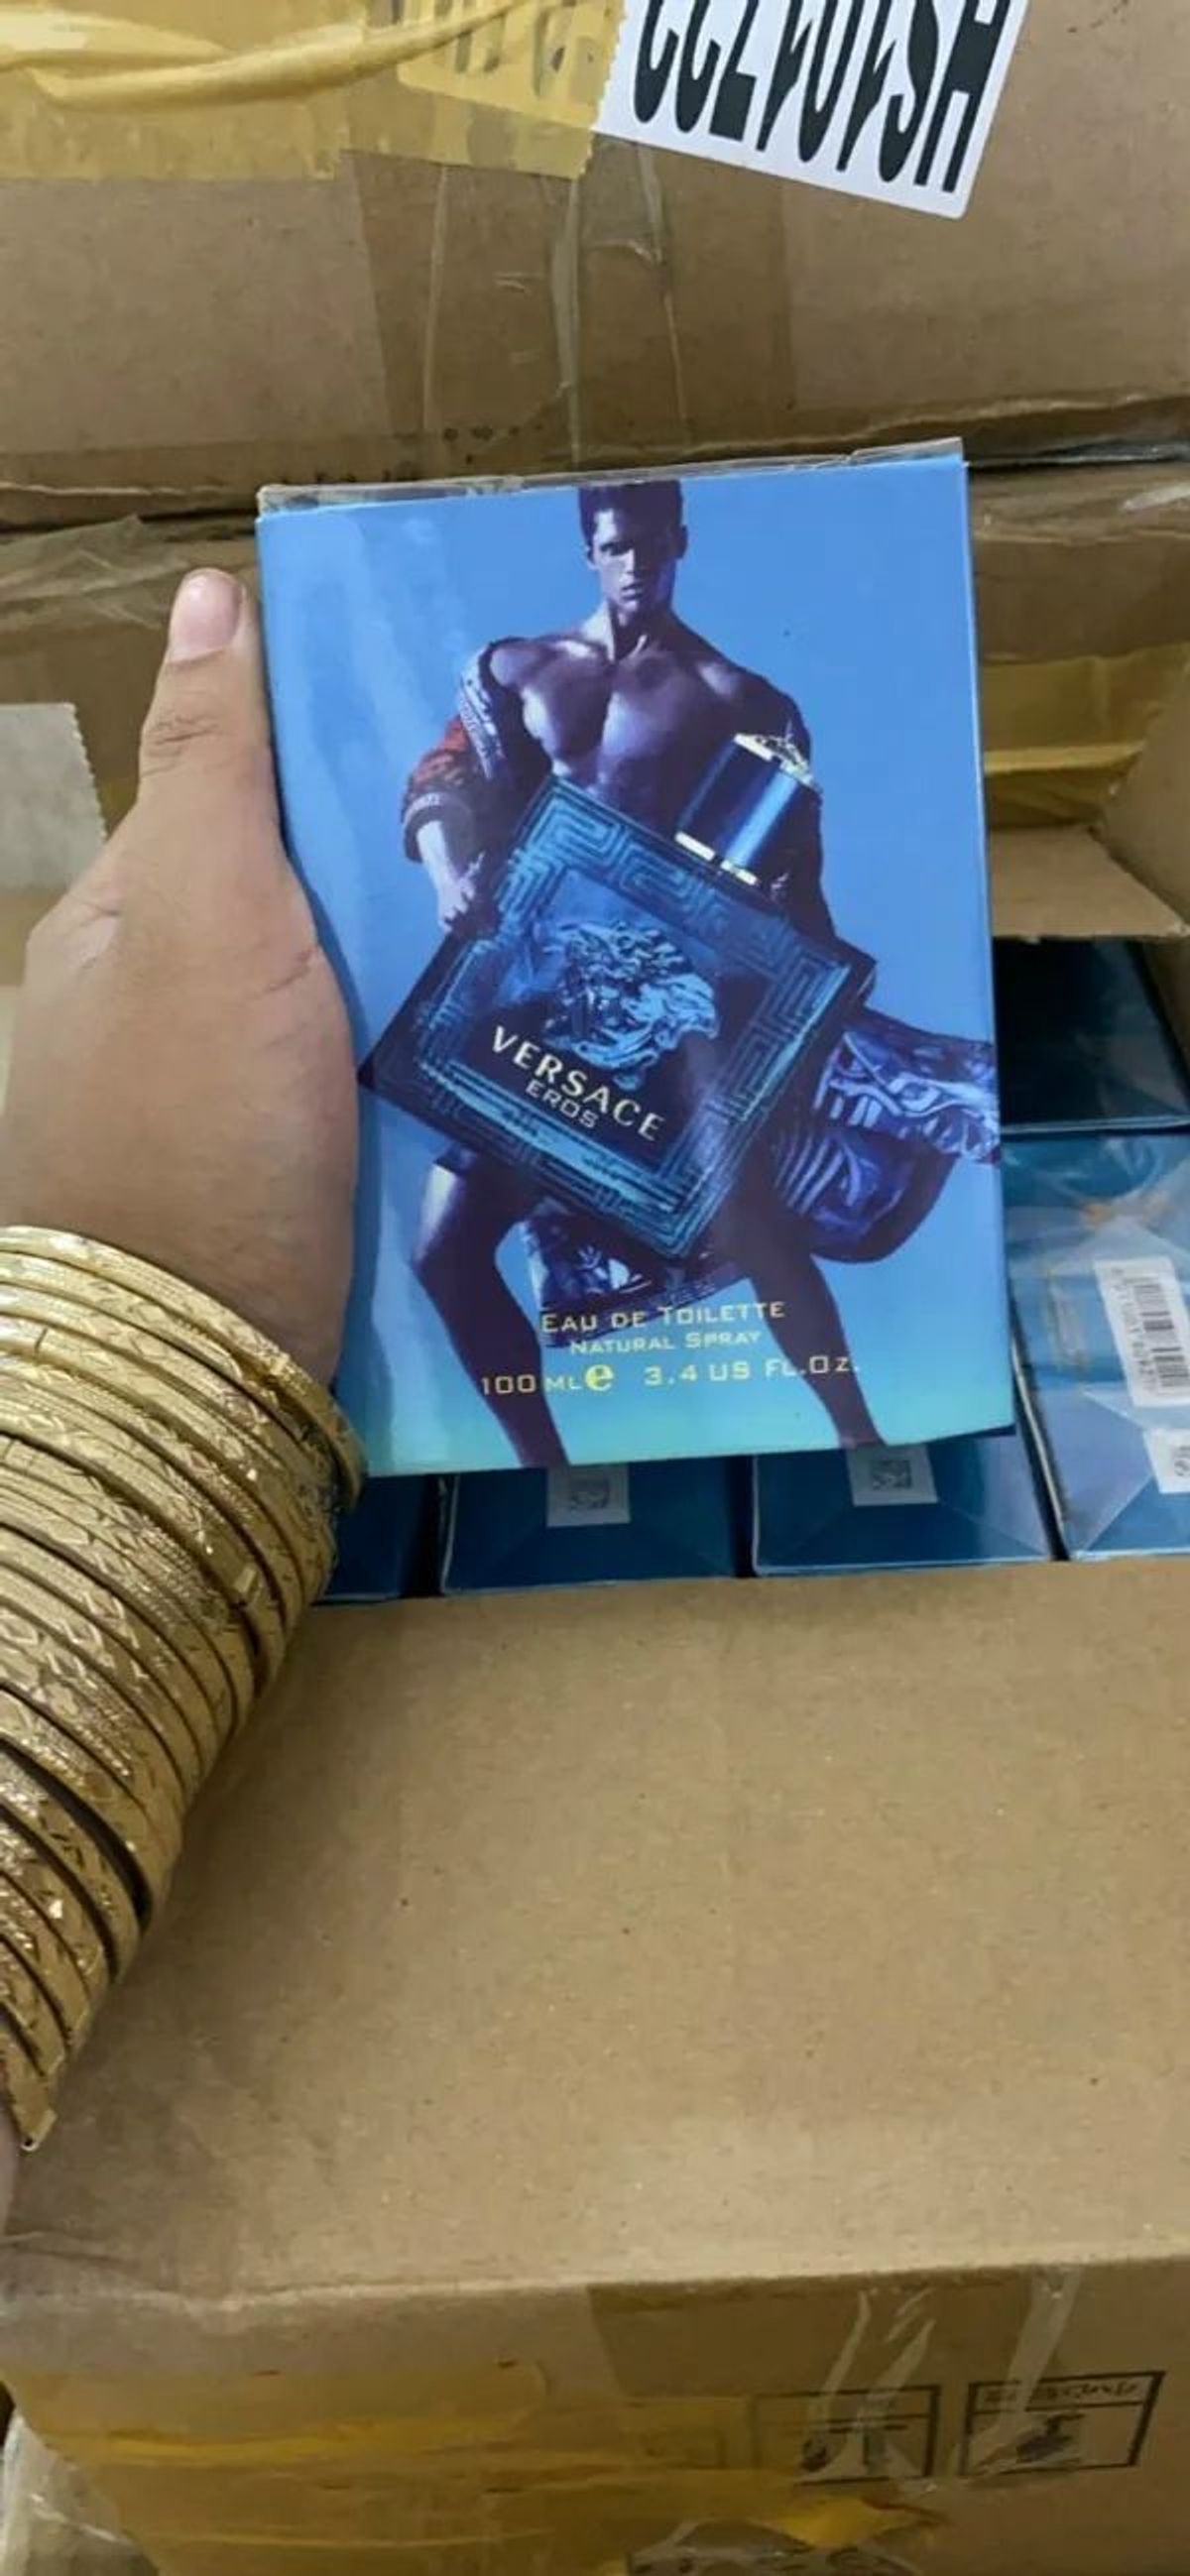 VERSACE
EROS
EAU DE TOILETTE
NATURAL SPRAY
100 ML e 3.4 US FL.Oz.